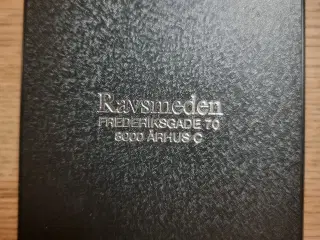 Ravsmeden
FREDERIKSGADE 70
8000 ÅRHUS C